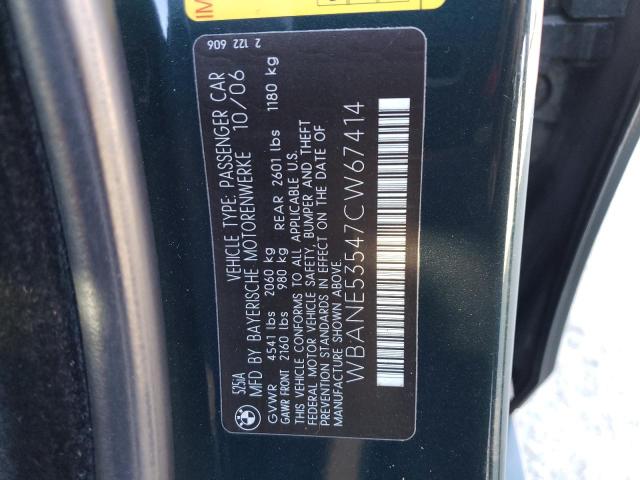 IM
525IA
2 122 606
VEHICLE TYPE: PASSENGER CAR
MFD BY BAYERISCHE MOTORENWERKE 10/06
GVWR 4541 lbs 2060 kg
GAWR FRONT 2160 lbs 980 kg REAR 2601 lbs 1180 kg
THIS VEHICLE CONFORMS TO ALL APPLICABLE U.S.
FEDERAL MOTOR VEHICLE SAFETY, BUMPER AND THEFT
PREVENTION STANDARDS IN EFFECT ON THE DATE OF
MANUFACTURE SHOWN ABOVE.
WBANE53547CW67414